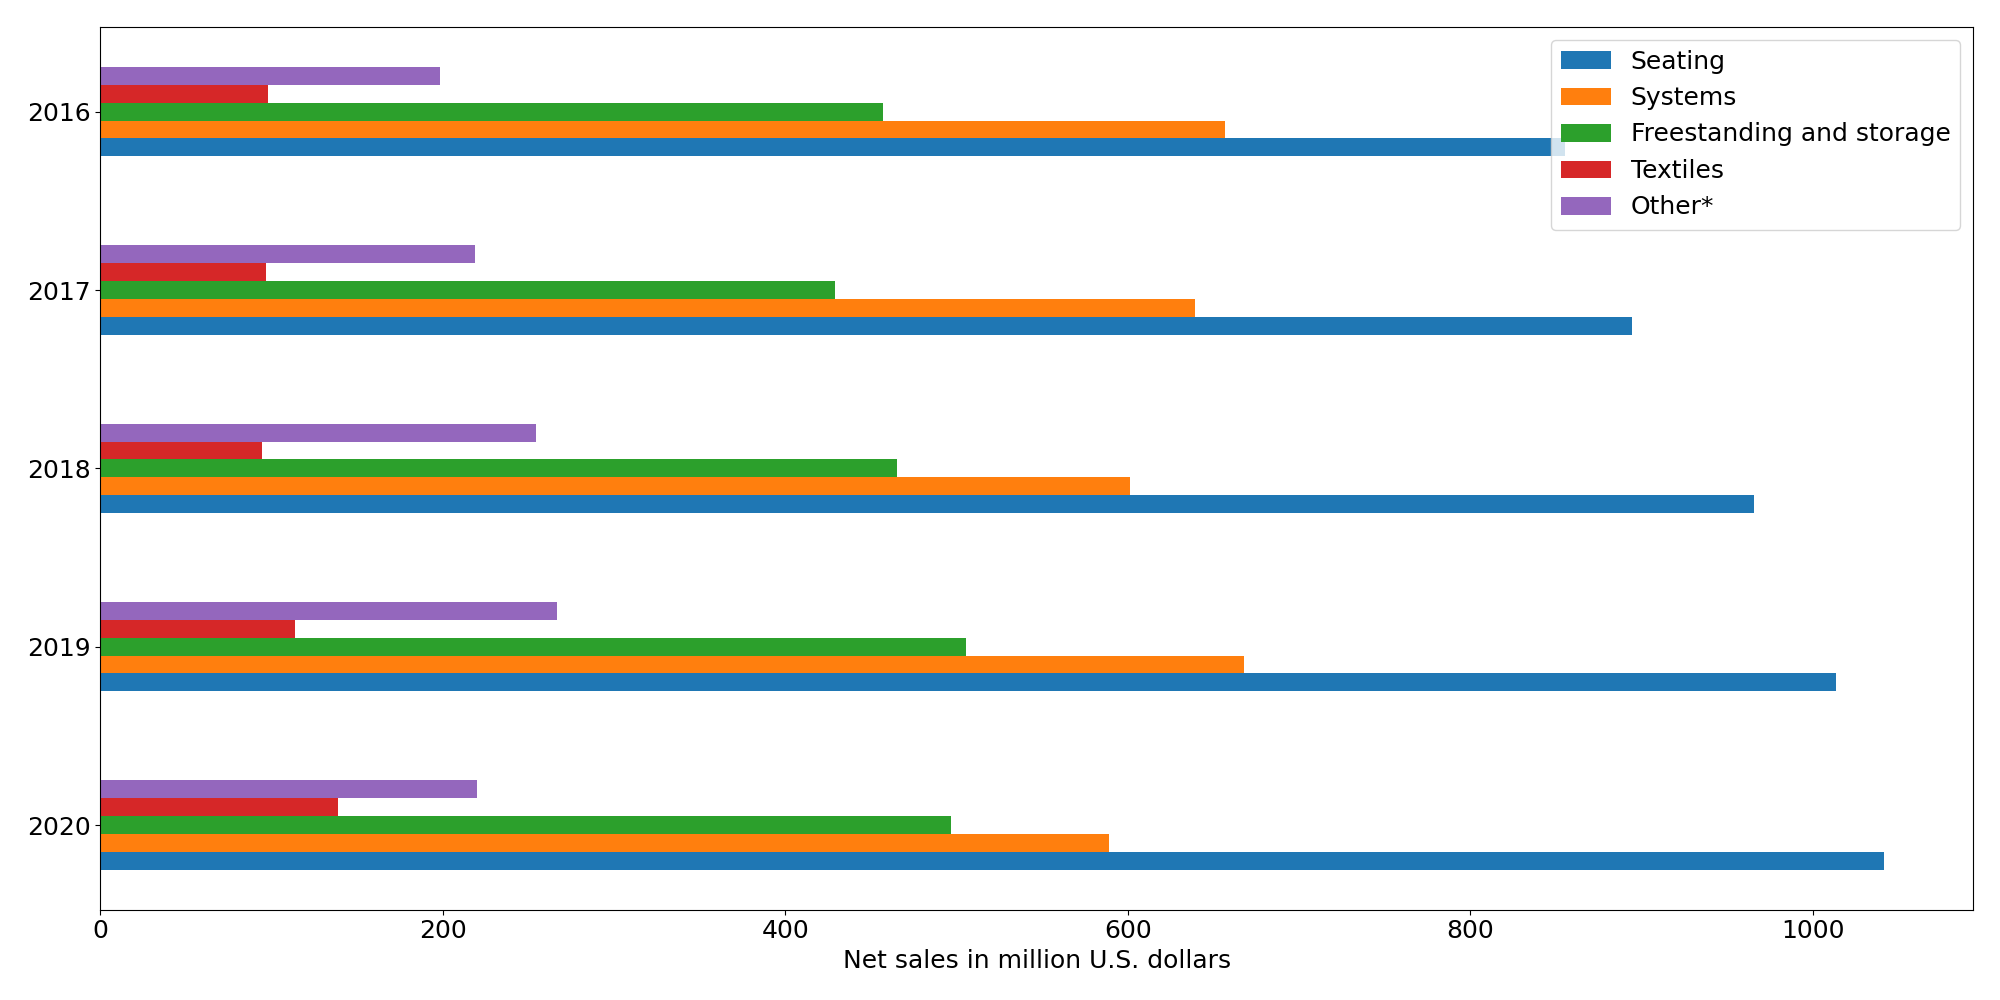 Seating
Systems
Freestanding and storage
Textiles
Other*
2016
2017
2018
2019
2020
0 200 400 600 800 1000
Net sales in million U.S. dollars